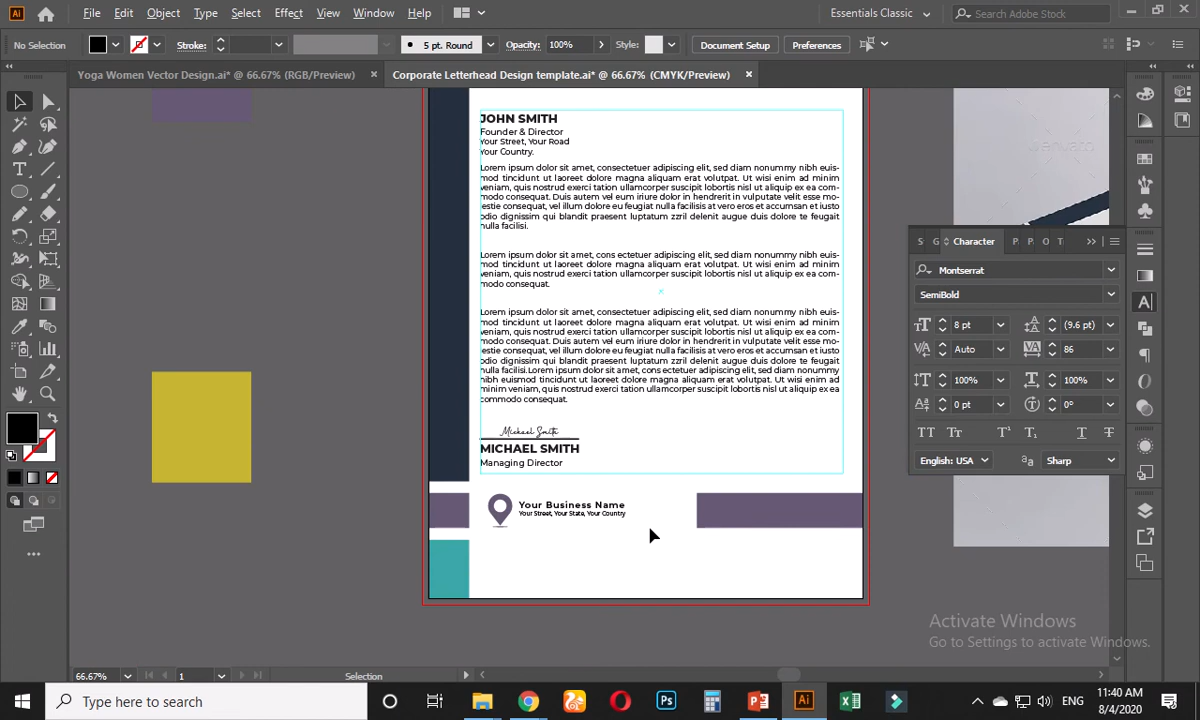 File Edit Object Type Select Effect View Window Help
Essentials Classic
Search Adobe Stock
No Selection
Stroke:
5 pt. Round
Opacity: 100%
Style:
Document Setup
Preferences
Yoga Women Vector Design.ai* @ 66.67% (RGB/Preview)
Corporate Letterhead Design template.ai* @ 66.67% (CMYK/Preview)
JOHN SMITH
Founder & Director
Your Street, Your Road
Your Country.
Lorem ipsum dolor sit amet, consectetuer adipiscing elit, sed diam nonummy nibh euis-
mod tincidunt ut laoreet dolore magna aliquam erat volutpat. Ut wisi enim ad minim
veniam, quis nostrud exerci tation ullamcorper suscipit lobortis nisl ut aliquip ex ea com-
modo consequat. Duis autem vel eum iriure dolor in hendrerit in vulputate velit esse mo-
lestie consequat, vel illum dolore eu feugiat nulla facilisis at vero eros et accumsan et iusto
odio dignissim qui blandit praesent luptatum zzril delenit augue duis dolore te feugait
nulla facilisi.
Lorem ipsum dolor sit amet, cons ectetuer adipiscing elit, sed diam nonummy nibh euis-
mod tincidunt ut laoreet dolore magna aliquam erat volutpat. Ut wisi enim ad minim
veniam, quis nostrud exerci tation ullamcorper suscipit lobortis nisl ut aliquip ex ea com-
modo consequat.
Lorem ipsum dolor sit amet, consectetuer adipiscing elit, sed diam nonummy nibh euis-
mod tincidunt ut laoreet dolore magna aliquam erat volutpat. Ut wisi enim ad minim
veniam, quis nostrud exerci tation ullamcorper suscipit lobortis nisl ut aliquip ex ea com-
modo consequat. Duis autem vel eum iriure dolor in hendrerit in vulputate velit esse mo-
lestie consequat, vel illum dolore eu feugiat nulla facilisis at vero eros et accumsan et iusto
odio dignissim qui blandit praesent luptatum zzril delenit augue duis dolore te feugait
nulla facilisi.Lorem ipsum dolor sit amet, cons ectetuer adipiscing elit, sed diam nonummy
nibh euismod tincidunt ut laoreet dolore magna aliquam erat volutpat. Ut wisi enim ad
minim veniam, quis nostrud exerci tation ullamcorper suscipit lobortis nisl ut aliquip ex ea
commodo consequat.
Michael Smith
MICHAEL SMITH
Managing Director
Your Business Name
Your Street, Your State, Your Country
S G Character P P O T
Montserrat
SemiBold
8 pt (9.6 pt)
Auto 86
100% 100%
0 pt 0°
English: USA Sharp
Activate Windows
Go to Settings to activate Windows.
66.67% 1 Selection
Type here to search
Ps
Ai
ENG
11:40 AM
8/4/2020